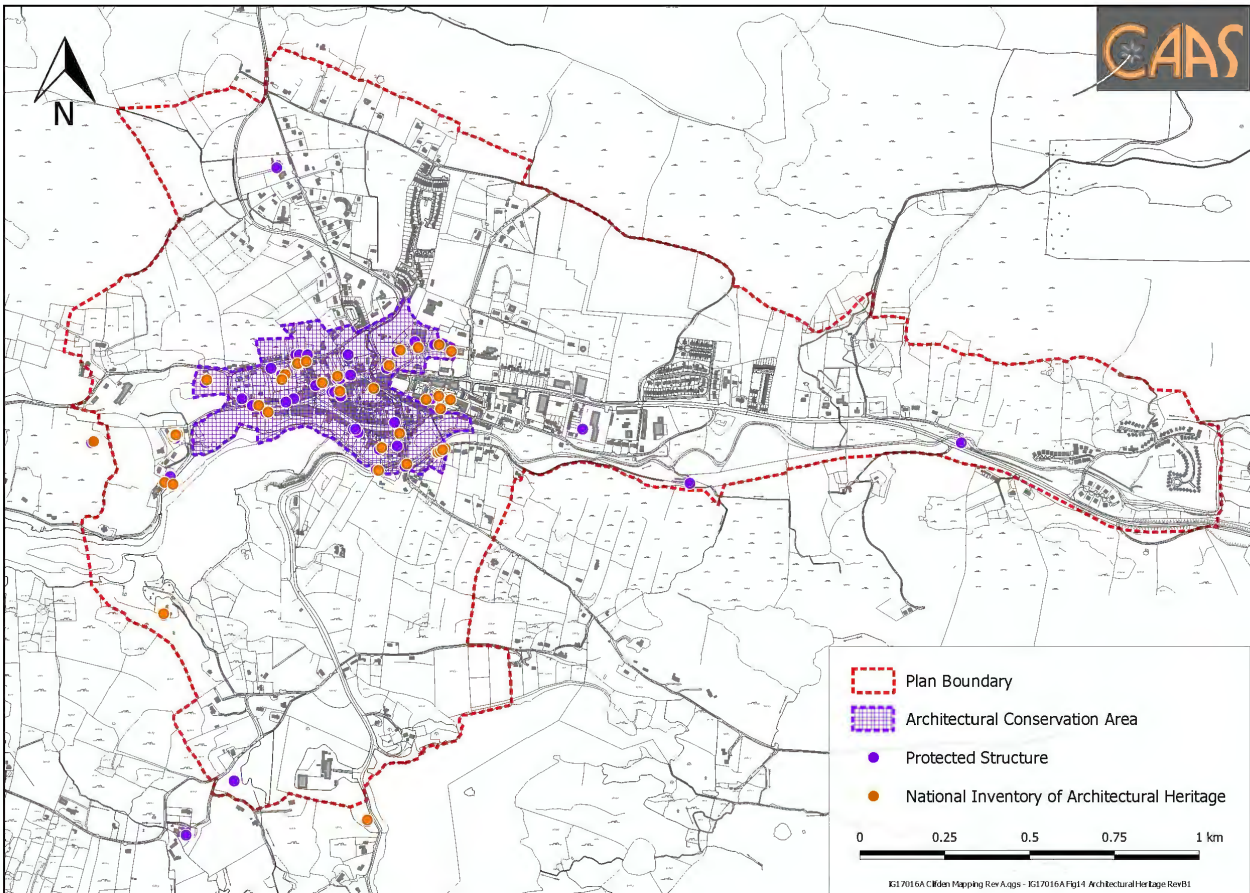 CAAS
N
Plan Boundary
Architectural Conservation Area
Protected Structure
National Inventory of Architectural Heritage
0 0.25 0.5 0.75 1 km
IG17016A Clifden Mapping Rev A.qgs - IG17016A Fig14 Architectural Heritage RevB1